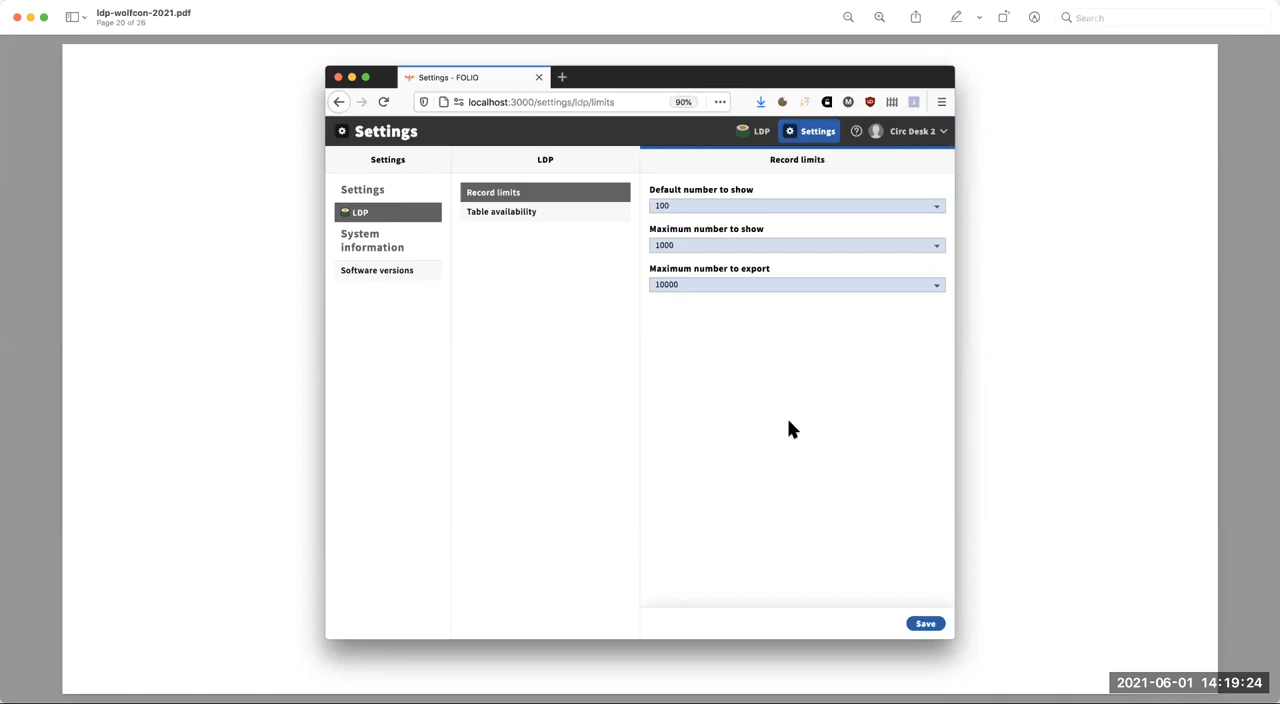 ldp-wolfcon-2021.pdf
Page 20 of 26
Search
Settings - FOLIO
localhost:3000/settings/ldp/limits
90%
Settings
LDP
Settings
Circ Desk 2
Settings
LDP
Record limits
Settings
LDP
System
information
Software versions
Record limits
Table availability
Default number to show
100
Maximum number to show
1000
Maximum number to export
10000
Save
2021-06-01 14:19:24